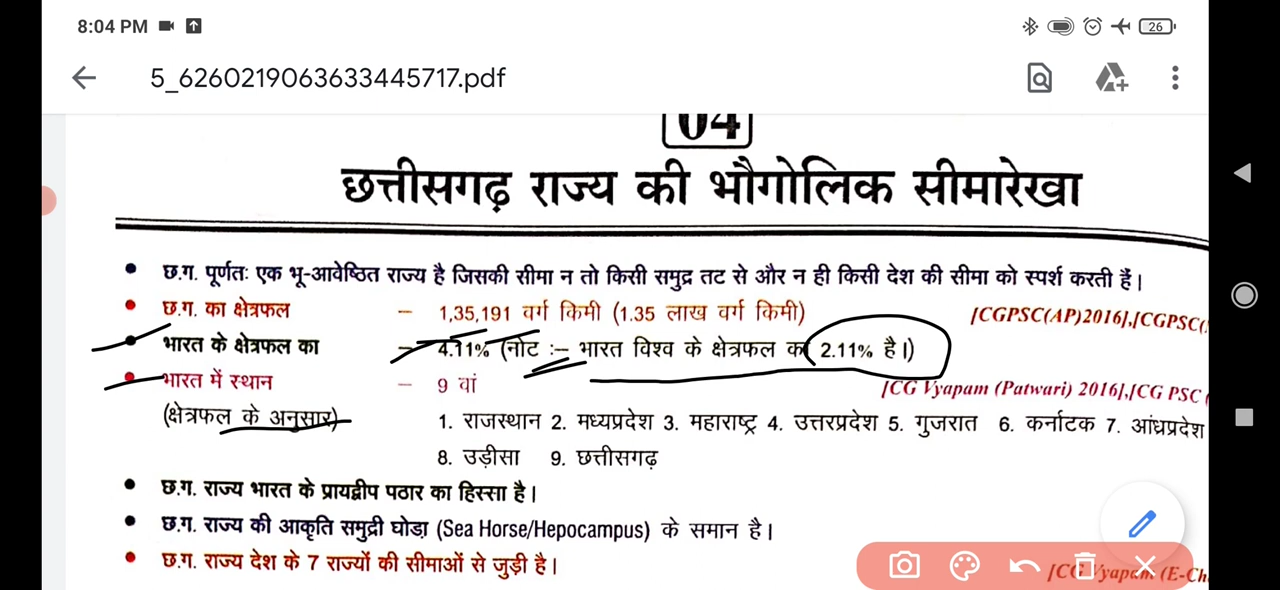 8:04 PM
26
5_6260219063633445717.pdf
04
छत्तीसगढ़ राज्य की भौगोलिक सीमारेखा
• छ.ग. पूर्णतः एक भू-आवेष्ठित राज्य है जिसकी सीमा न तो किसी समुद्र तट से और न ही किसी देश की सीमा को स्पर्श करती हैं।
• छ.ग. का क्षेत्रफल – 1,35,191 वर्ग किमी (1.35 लाख वर्ग किमी) [CGPSC(AP)2016],[CGPSC(
• भारत के क्षेत्रफल का – 4.11% (नोट :– भारत विश्व के क्षेत्रफल का 2.11% है।)
• भारत में स्थान – 9 वां [CG Vyapam (Patwari) 2016],[CG PSC
(क्षेत्रफल के अनुसार) 1. राजस्थान 2. मध्यप्रदेश 3. महाराष्ट्र 4. उत्तरप्रदेश 5. गुजरात 6. कर्नाटक 7. आंध्रप्रदेश
8. उड़ीसा 9. छत्तीसगढ़
• छ.ग. राज्य भारत के प्रायद्वीप पठार का हिस्सा है।
• छ.ग. राज्य की आकृति समुद्री घोड़ा (Sea Horse/Hepocampus) के समान है।
• छ.ग. राज्य देश के 7 राज्यों की सीमाओं से जुड़ी है। [CG Vyapam (E-Ch